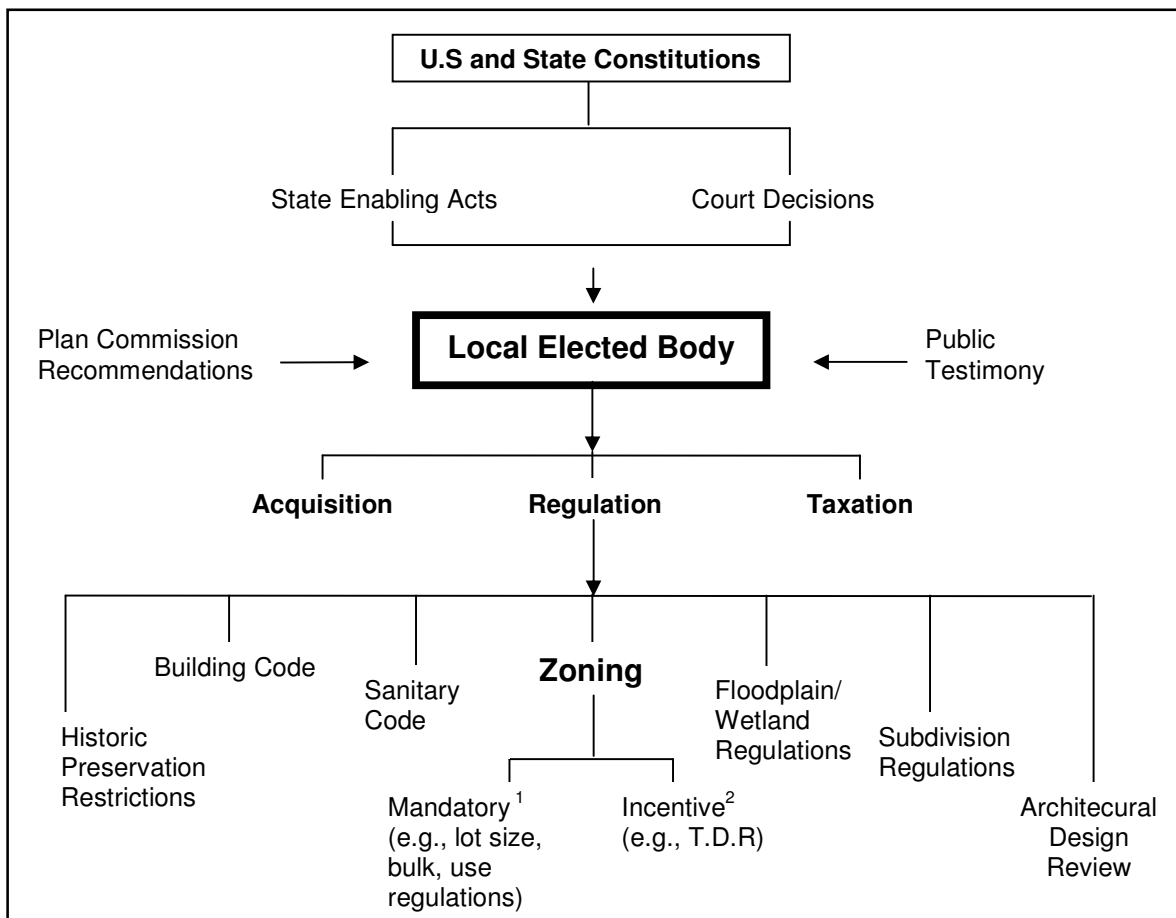 U.S and State Constitutions
State Enabling Acts
Court Decisions
Plan Commission
Recommendations
Local Elected Body
Public
Testimony
Acquisition
Regulation
Taxation
Historic
Preservation
Restrictions
Building Code
Sanitary
Code
Zoning
Floodplain/
Wetland
Regulations
Subdivision
Regulations
Architecural
Design
Review
Mandatory 1
(e.g., lot size,
bulk, use
regulations)
Incentive2
(e.g., T.D.R)